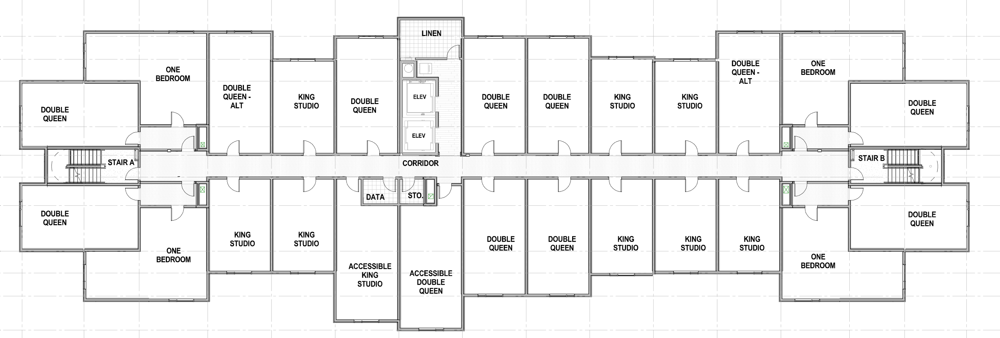 LINEN
ONE
BEDROOM
DOUBLE
QUEEN -
ALT
KING
STUDIO
DOUBLE
QUEEN
ELEV
ELEV
DOUBLE
QUEEN
DOUBLE
QUEEN
KING
STUDIO
KING
STUDIO
DOUBLE
QUEEN -
ALT
ONE
BEDROOM
DOUBLE
QUEEN
DOUBLE
QUEEN
STAIR A
CORRIDOR
STAIR B
DATA
STO.
DOUBLE
QUEEN
ONE
BEDROOM
KING
STUDIO
KING
STUDIO
ACCESSIBLE
KING
STUDIO
ACCESSIBLE
DOUBLE
QUEEN
DOUBLE
QUEEN
DOUBLE
QUEEN
KING
STUDIO
KING
STUDIO
KING
STUDIO
ONE
BEDROOM
DOUBLE
QUEEN